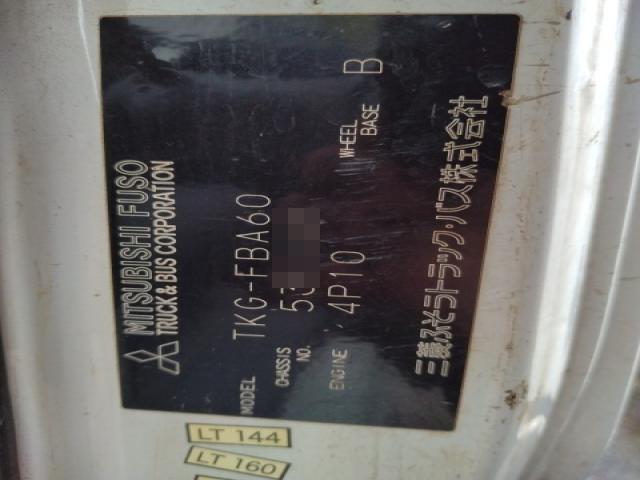 MITSUBISHI FUSO
TRUCK & BUS CORPORATION
MODEL TKG-FBA60
CHASSIS NO. 53
ENGINE 4P10 WHEEL BASE B
三菱ふそうトラック・バス株式会社
LT 144
LT 160